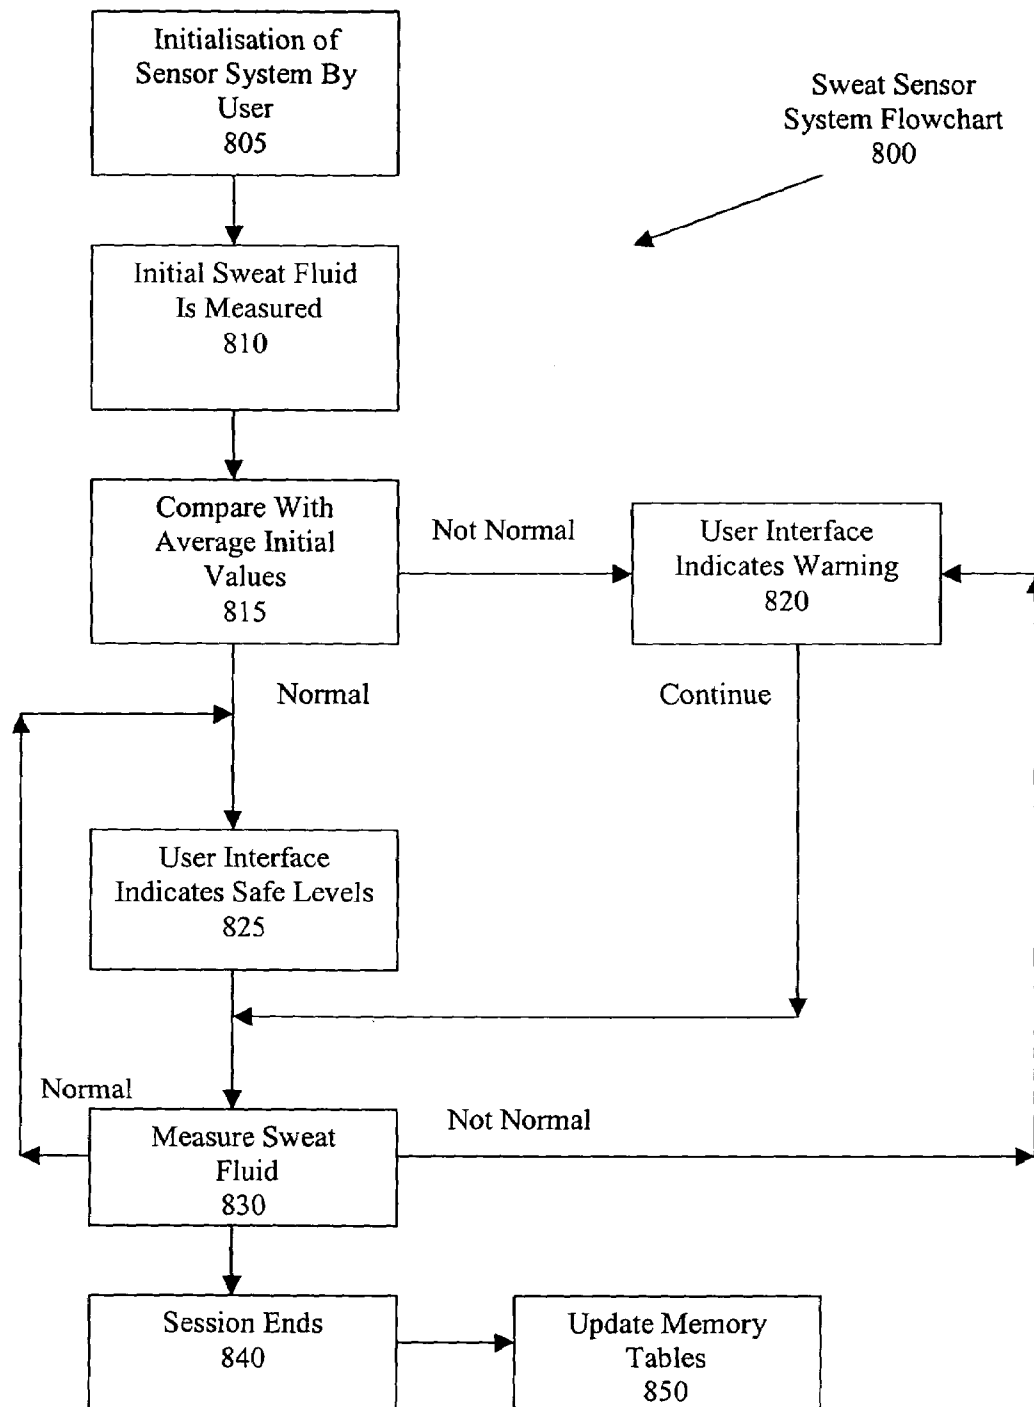 Initialisation of
Sensor System By
User
805
Sweat Sensor
System Flowchart
800
Initial Sweat Fluid
Is Measured
810
Compare With
Average Initial
Values
815
Not Normal
User Interface
Indicates Warning
820
Normal
Continue
User Interface
Indicates Safe Levels
825
Normal
Not Normal
Measure Sweat
Fluid
830
Session Ends
840
Update Memory
Tables
850